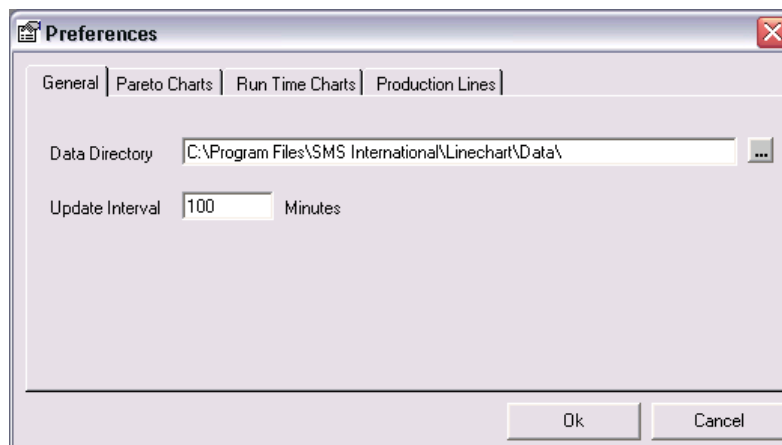 Preferences
General Pareto Charts Run Time Charts Production Lines
Data Directory C:\Program Files\SMS International\Linechart\Data\ ...
Update Interval 100 Minutes
Ok Cancel